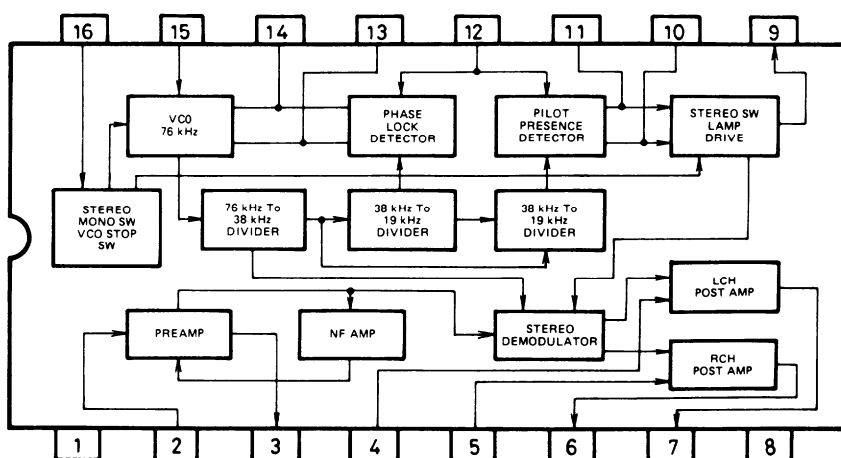 16 15 14 13 12 11 10 9
VCO
76 kHz
PHASE
LOCK
DETECTOR
PILOT
PRESENCE
DETECTOR
STEREO SW
LAMP
DRIVE
STEREO
MONO SW
VCO STOP
SW
76 kHz To
38 kHz
DIVIDER
38 kHz To
19 kHz
DIVIDER
38 kHz To
19 kHz
DIVIDER
PREAMP
NF AMP
STEREO
DEMODULATOR
LCH
POST AMP
RCH
POST AMP
1 2 3 4 5 6 7 8